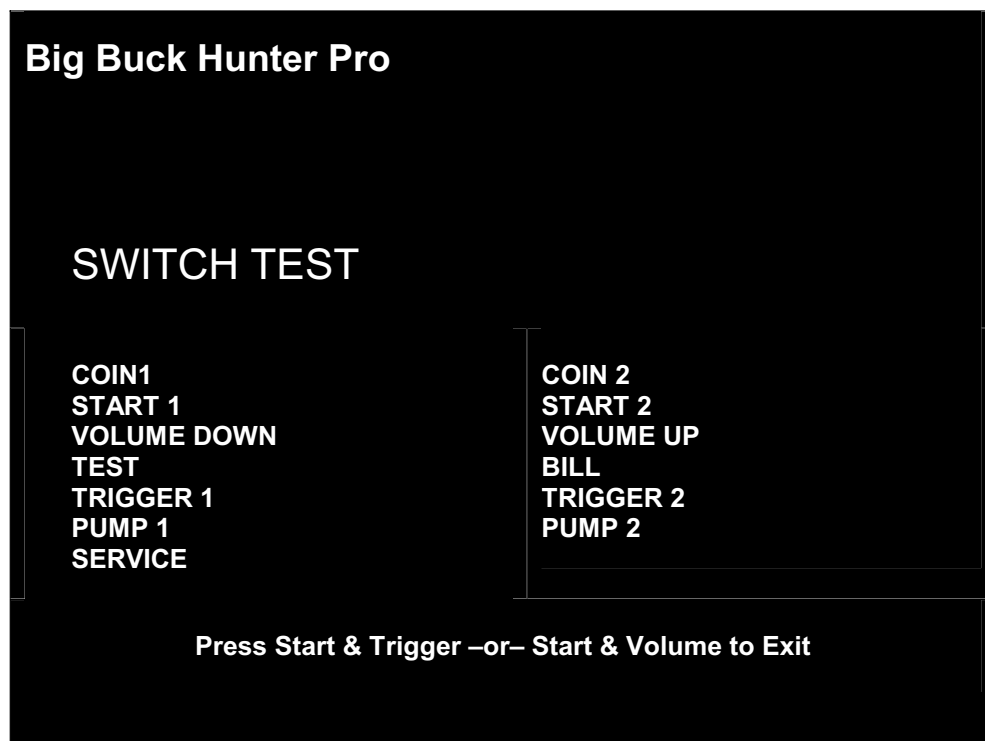 Big Buck Hunter Pro
SWITCH TEST
COIN1
START 1
VOLUME DOWN
TEST
TRIGGER 1
PUMP 1
SERVICE
COIN 2
START 2
VOLUME UP
BILL
TRIGGER 2
PUMP 2
Press Start & Trigger –or– Start & Volume to Exit